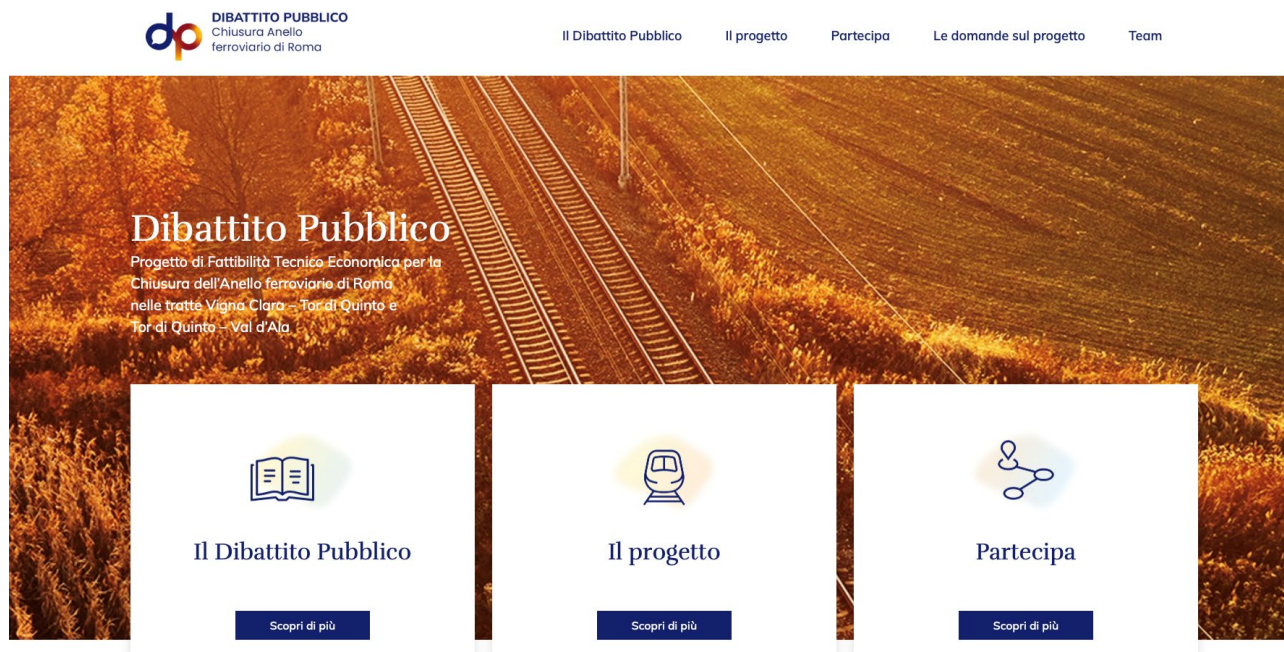 DIBATTITO PUBBLICO
Chiusura Anello
ferroviario di Roma
Il Dibattito Pubblico
Il progetto
Partecipa
Le domande sul progetto
Team
Dibattito Pubblico
Progetto di Fattibilità Tecnico Economica per la
Chiusura dell'Anello ferroviario di Roma
nelle tratte Vigna Clara – Tor di Quinto e
Tor di Quinto – Val d'Ala
Il Dibattito Pubblico
Il progetto
Partecipa
Scopri di più
Scopri di più
Scopri di più